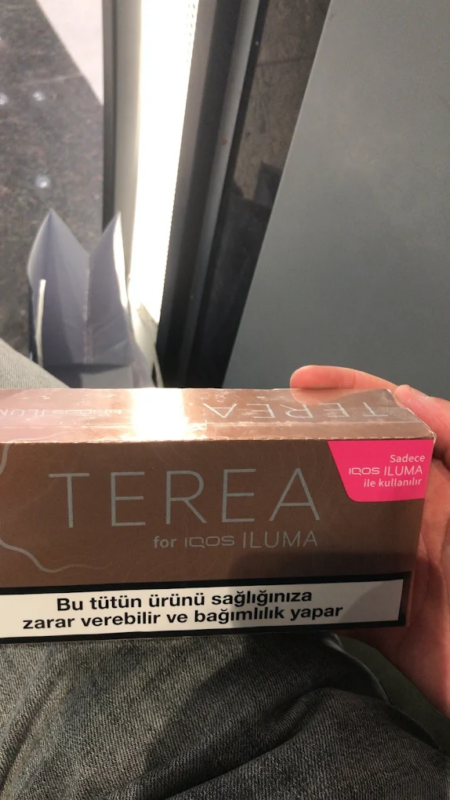 TEREA
TEREA
Sadece
IQOS ILUMA
ile kullanılır
TEREA
for IQOS ILUMA
Bu tütün ürünü sağlığınıza
zarar verebilir ve bağımlılık yapar